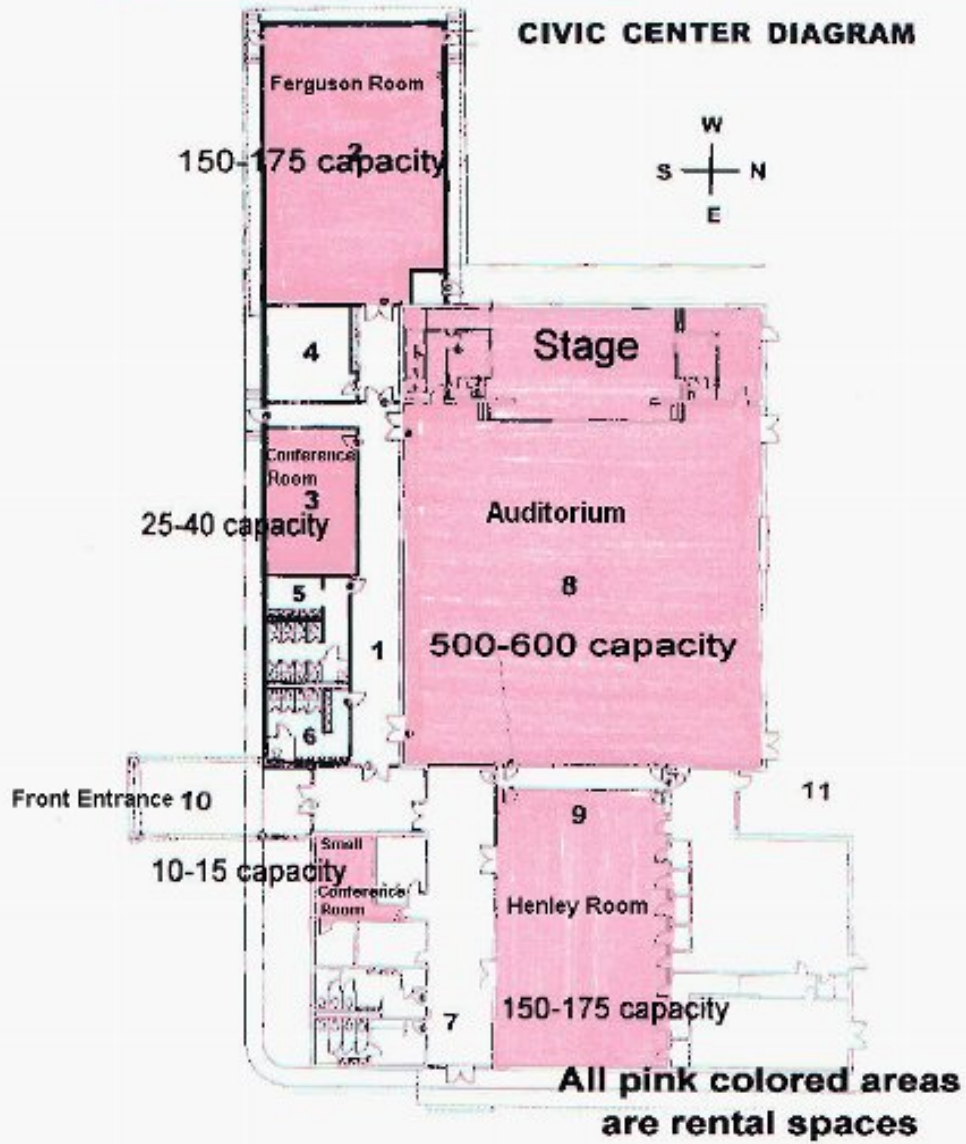 CIVIC CENTER DIAGRAM
Ferguson Room
2
150-175 capacity
W
S N
E
4
Stage
Conference
Room
3
25-40 capacity
Auditorium
8
500-600 capacity
5
1
6
Front Entrance 10
11
9
Small
10-15 capacity
Conference
Room
Henley Room
150-175 capacity
7
All pink colored areas
are rental spaces